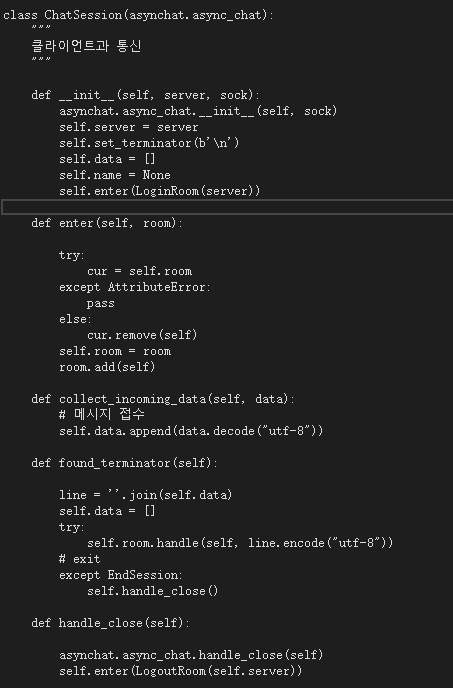 class ChatSession(asynchat.async_chat):
    """
    클라이언트과 통신
    """
    def __init__(self, server, sock):
        asynchat.async_chat.__init__(self, sock)
        self.server = server
        self.set_terminator(b'\n')
        self.data = []
        self.name = None
        self.enter(LoginRoom(server))
    def enter(self, room):
        try:
            cur = self.room
        except AttributeError:
            pass
        else:
            cur.remove(self)
        self.room = room
        room.add(self)
    def collect_incoming_data(self, data):
        # 메시지 접수
        self.data.append(data.decode("utf-8"))
    def found_terminator(self):
        line = ''.join(self.data)
        self.data = []
        try:
            self.room.handle(self, line.encode("utf-8"))
        # exit
        except EndSession:
            self.handle_close()
    def handle_close(self):
        asynchat.async_chat.handle_close(self)
        self.enter(LogoutRoom(self.server))